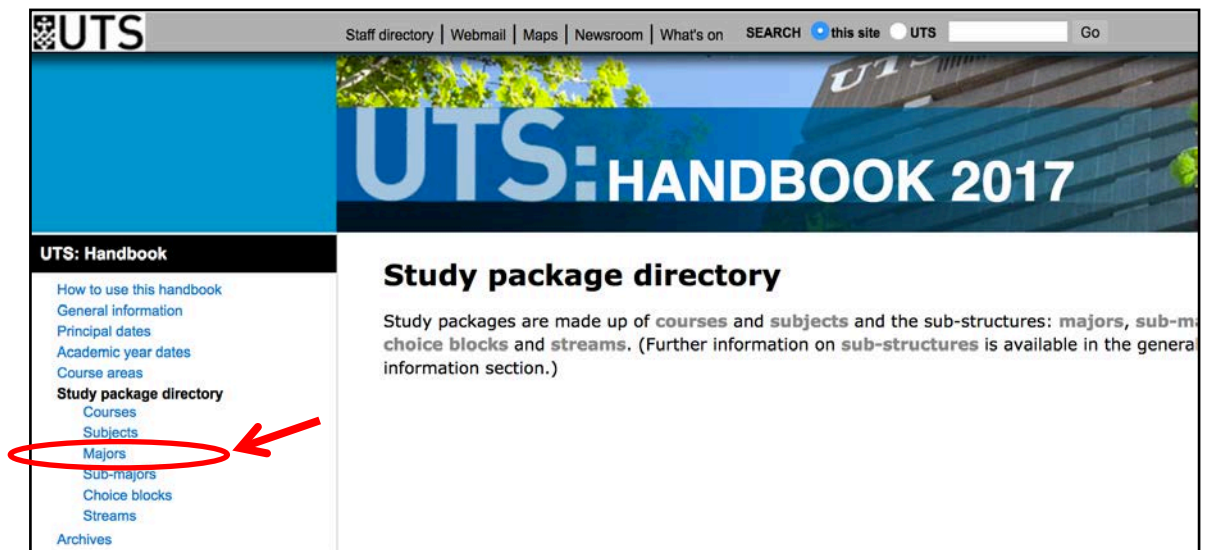 UTS
Staff directory | Webmail | Maps | Newsroom | What's on SEARCH this site UTS Go
UTS
UTS: HANDBOOK 2017
UTS: Handbook
How to use this handbook
General information
Principal dates
Academic year dates
Course areas
Study package directory
Courses
Subjects
Majors
Sub-majors
Choice blocks
Streams
Archives
Study package directory
Study packages are made up of courses and subjects and the sub-structures: majors,
choice blocks and streams. (Further information on sub-structures is available in the general
information section.)